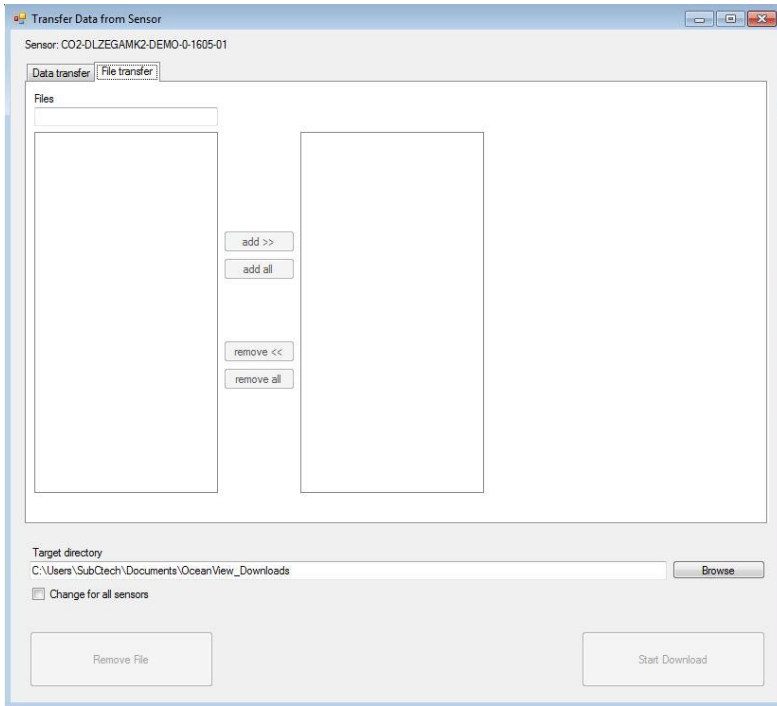 Transfer Data from Sensor
Sensor: CO2-DLZEGAMK2-DEMO-0-1605-01
Data transfer File transfer
Files
add >>
add all
remove <<
remove all
Target directory
C:\Users\SubCtech\Documents\OceanView_Downloads
Browse
Change for all sensors
Remove File
Start Download